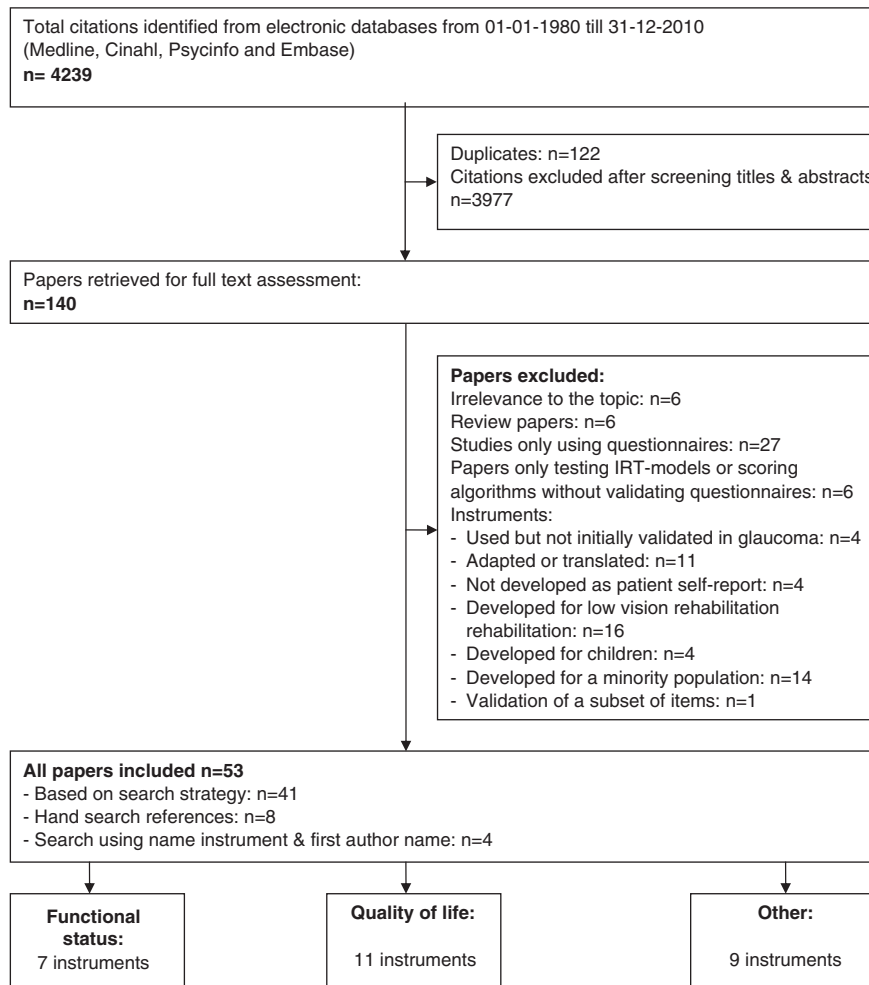 Total citations identified from electronic databases from 01-01-1980 till 31-12-2010
(Medline, Cinahl, Psycinfo and Embase)
n= 4239
Duplicates: n=122
Citations excluded after screening titles & abstracts
n=3977
Papers retrieved for full text assessment:
n=140
Papers excluded:
Irrelevance to the topic: n=6
Review papers: n=6
Studies only using questionnaires: n=27
Papers only testing IRT-models or scoring
algorithms without validating questionnaires: n=6
Instruments:
- Used but not initially validated in glaucoma: n=4
- Adapted or translated: n=11
- Not developed as patient self-report: n=4
- Developed for low vision rehabilitation
rehabilitation: n=16
- Developed for children: n=4
- Developed for a minority population: n=14
- Validation of a subset of items: n=1
All papers included n=53
- Based on search strategy: n=41
- Hand search references: n=8
- Search using name instrument & first author name: n=4
Functional
status:
7 instruments
Quality of life:
11 instruments
Other:
9 instruments